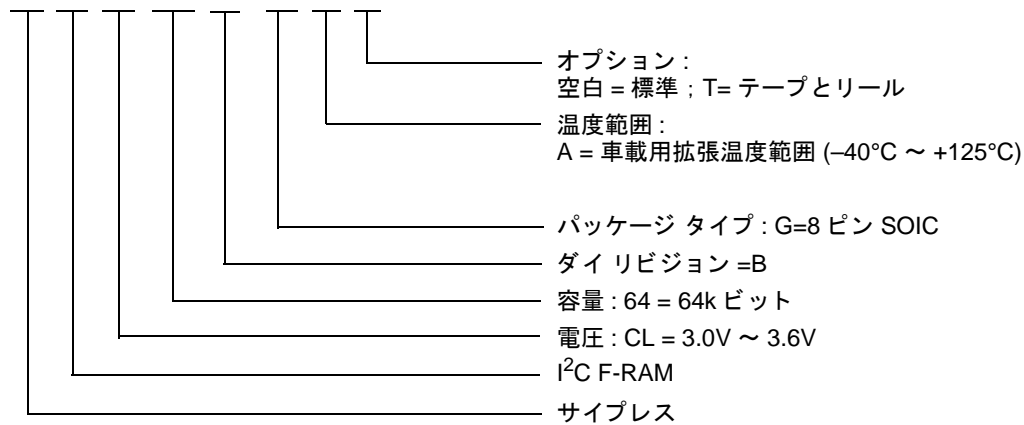 オプション :
空白 = 標準 ; T= テープとリール
温度範囲 :
A = 車載用拡張温度範囲 (–40°C ~ +125°C)
パッケージ タイプ : G=8 ピン SOIC
ダイ リビジョン =B
容量 : 64 = 64k ビット
電圧 : CL = 3.0V ~ 3.6V
I²C F-RAM
サイプレス